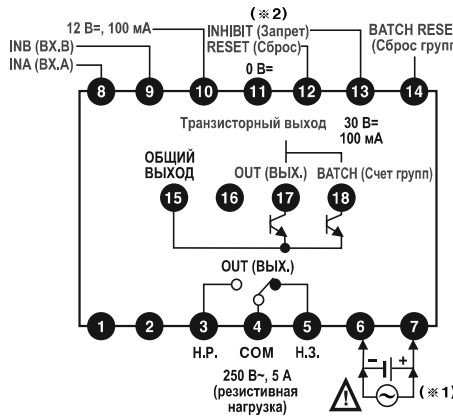 (※2)
12 В=, 100 мА
INHIBIT (Запрет)
BATCH RESE
INB (ВХ.В)
RESET (Сброс)
(Сброс групп
INA (ВХ.А)
0 В=
8 9 10 11 12 13 14
Транзисторный выход
30 В=
100 мА
ОБЩИЙ
ВЫХОД
OUT (ВЫХ.)
BATCH (Счет групп)
15 16 17 18
OUT (ВЫХ.)
1 2 3 4 5 6 7
Н.Р. COM Н.З.
250 В~, 5 А
(резистивная
нагрузка)
− +
(※1)